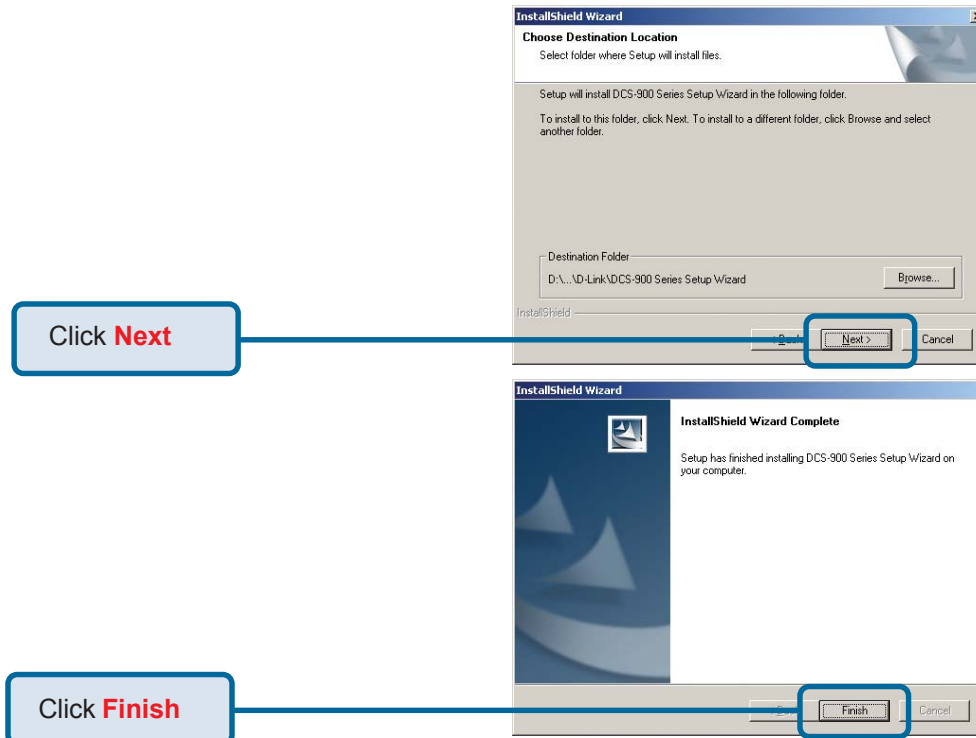 InstallShield Wizard
Choose Destination Location
Select folder where Setup will install files.
Setup will install DCS-900 Series Setup Wizard in the following folder.
To install to this folder, click Next. To install to a different folder, click Browse and select
another folder.
Destination Folder
D:\...\D-Link\DCS-900 Series Setup Wizard
Browse...
InstallShield
Click Next
Next >
Cancel
InstallShield Wizard
InstallShield Wizard Complete
Setup has finished installing DCS-900 Series Setup Wizard on
your computer.
Click Finish
Finish
Cancel